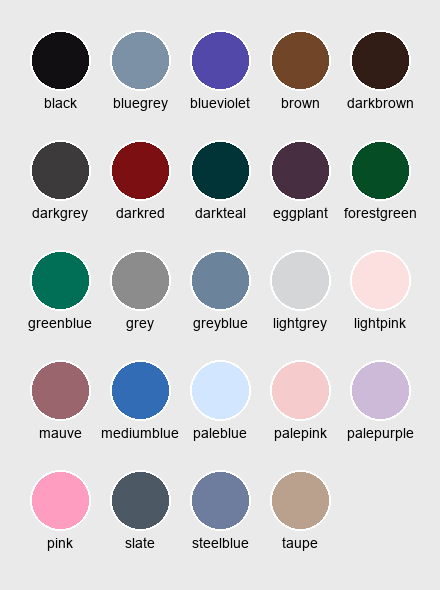 black bluegrey blueviolet brown darkbrown
darkgrey darkred darkteal eggplant forestgreen
greenblue grey greyblue lightgrey lightpink
mauve mediumblue paleblue palepink palepurple
pink slate steelblue taupe